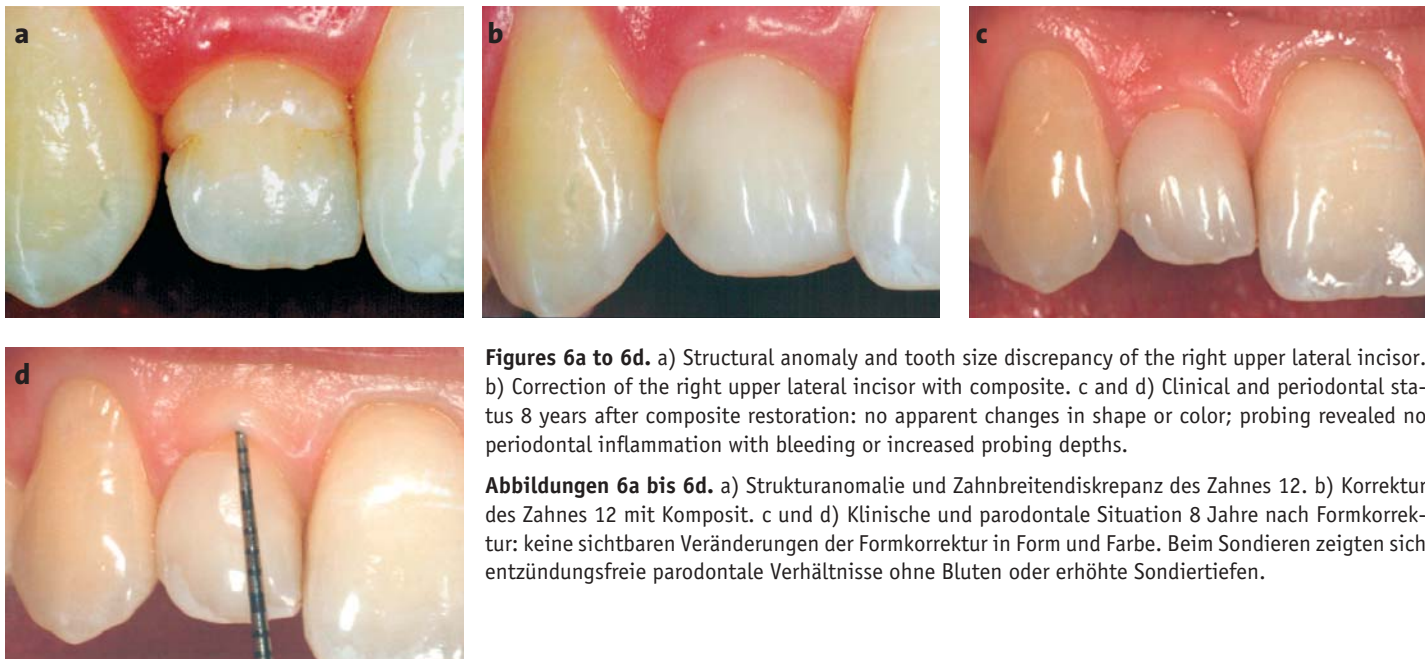 a
b
c
d
Figures 6a to 6d. a) Structural anomaly and tooth size discrepancy of the right upper lateral incisor.
b) Correction of the right upper lateral incisor with composite. c and d) Clinical and periodontal sta-
tus 8 years after composite restoration: no apparent changes in shape or color; probing revealed no
periodontal inflammation with bleeding or increased probing depths.
Abbildungen 6a bis 6d. a) Strukturanomalie und Zahnbreitendiskrepanz des Zahnes 12. b) Korrektur
des Zahnes 12 mit Komposit. c und d) Klinische und parodontale Situation 8 Jahre nach Formkorrek-
tur: keine sichtbaren Veränderungen der Formkorrektur in Form und Farbe. Beim Sondieren zeigten sich
entzündungsfreie parodontale Verhältnisse ohne Bluten oder erhöhte Sondiertiefen.